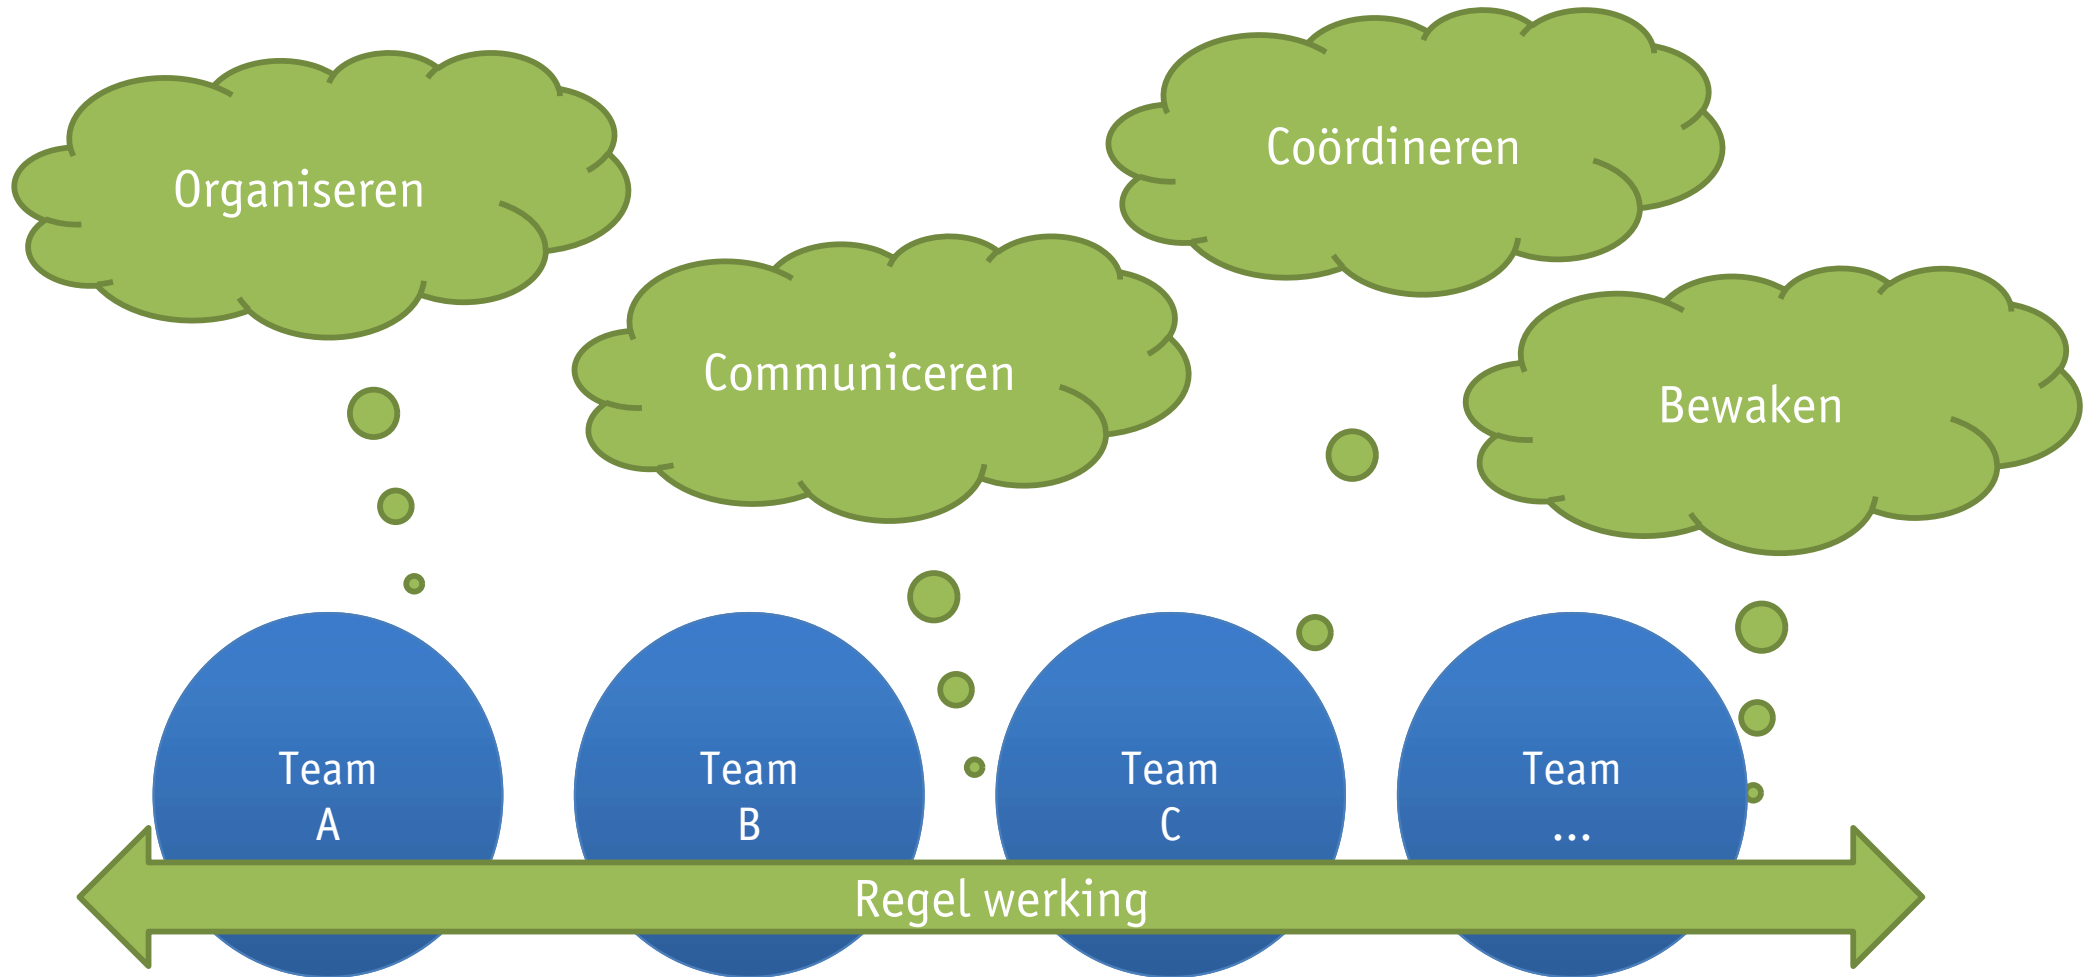 Organiseren
Coördineren
Communiceren
Bewaken
Team
A
Team
B
Team
C
Team
...
Regel werking